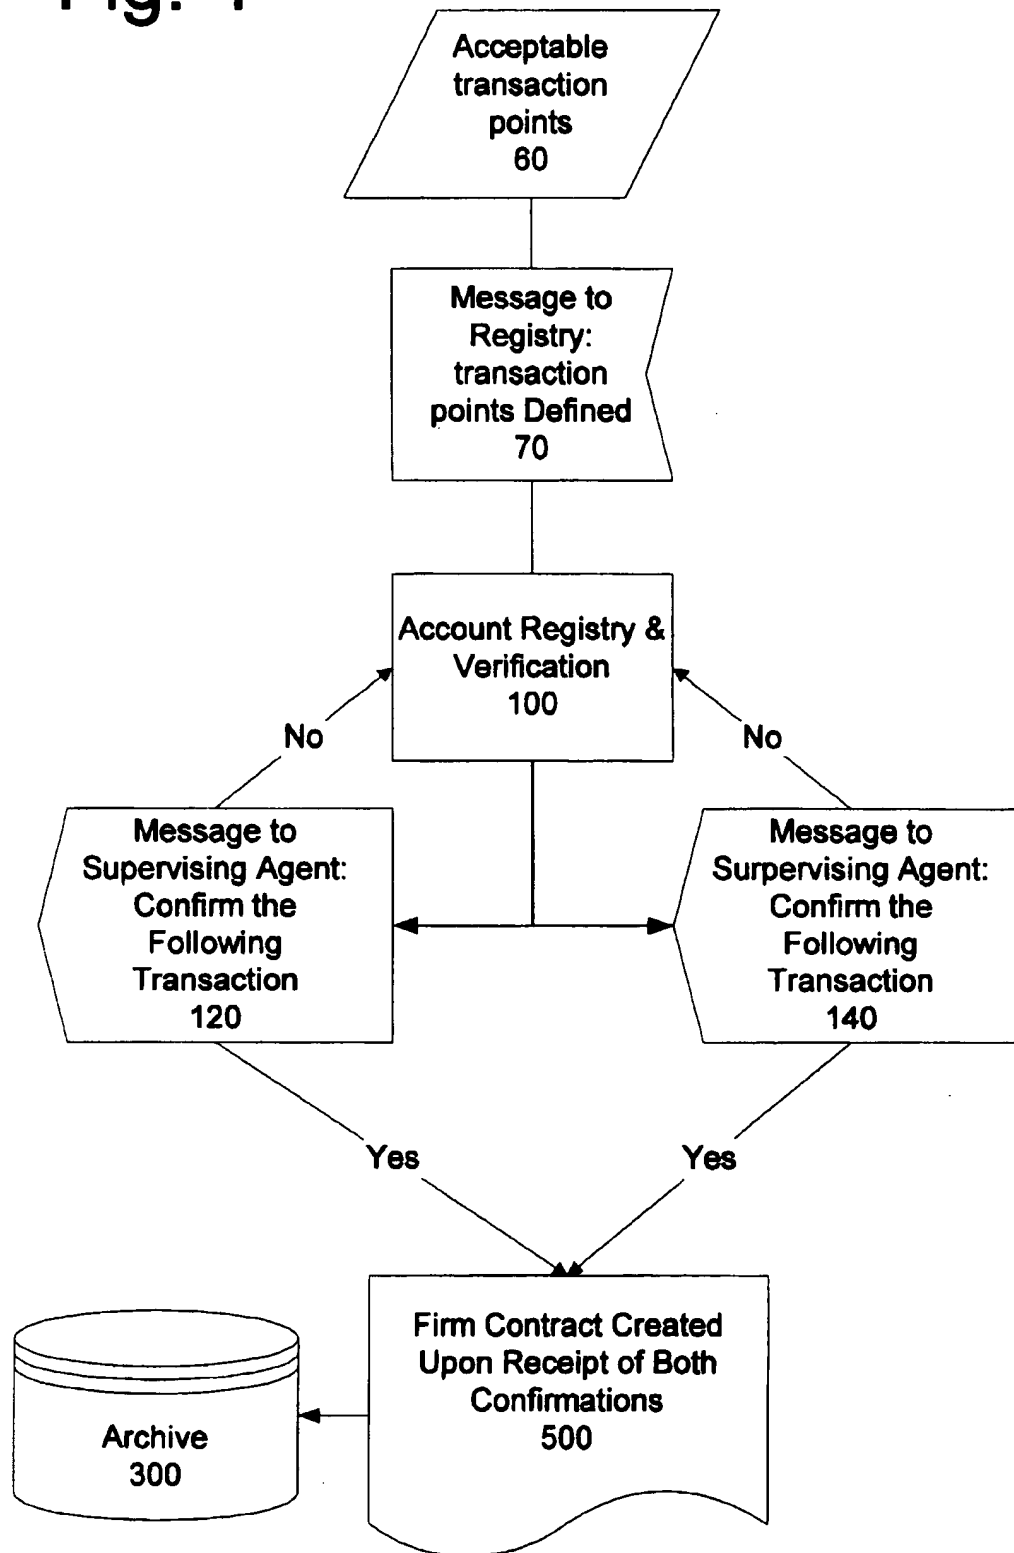 Acceptable
transaction
points
60
Message to
Registry:
transaction
points Defined
70
Account Registry &
Verification
100
No
No
Message to
Supervising Agent:
Confirm the
Following
Transaction
120
Message to
Surpervising Agent:
Confirm the
Following
Transaction
140
Yes
Yes
Firm Contract Created
Upon Receipt of Both
Confirmations
500
Archive
300